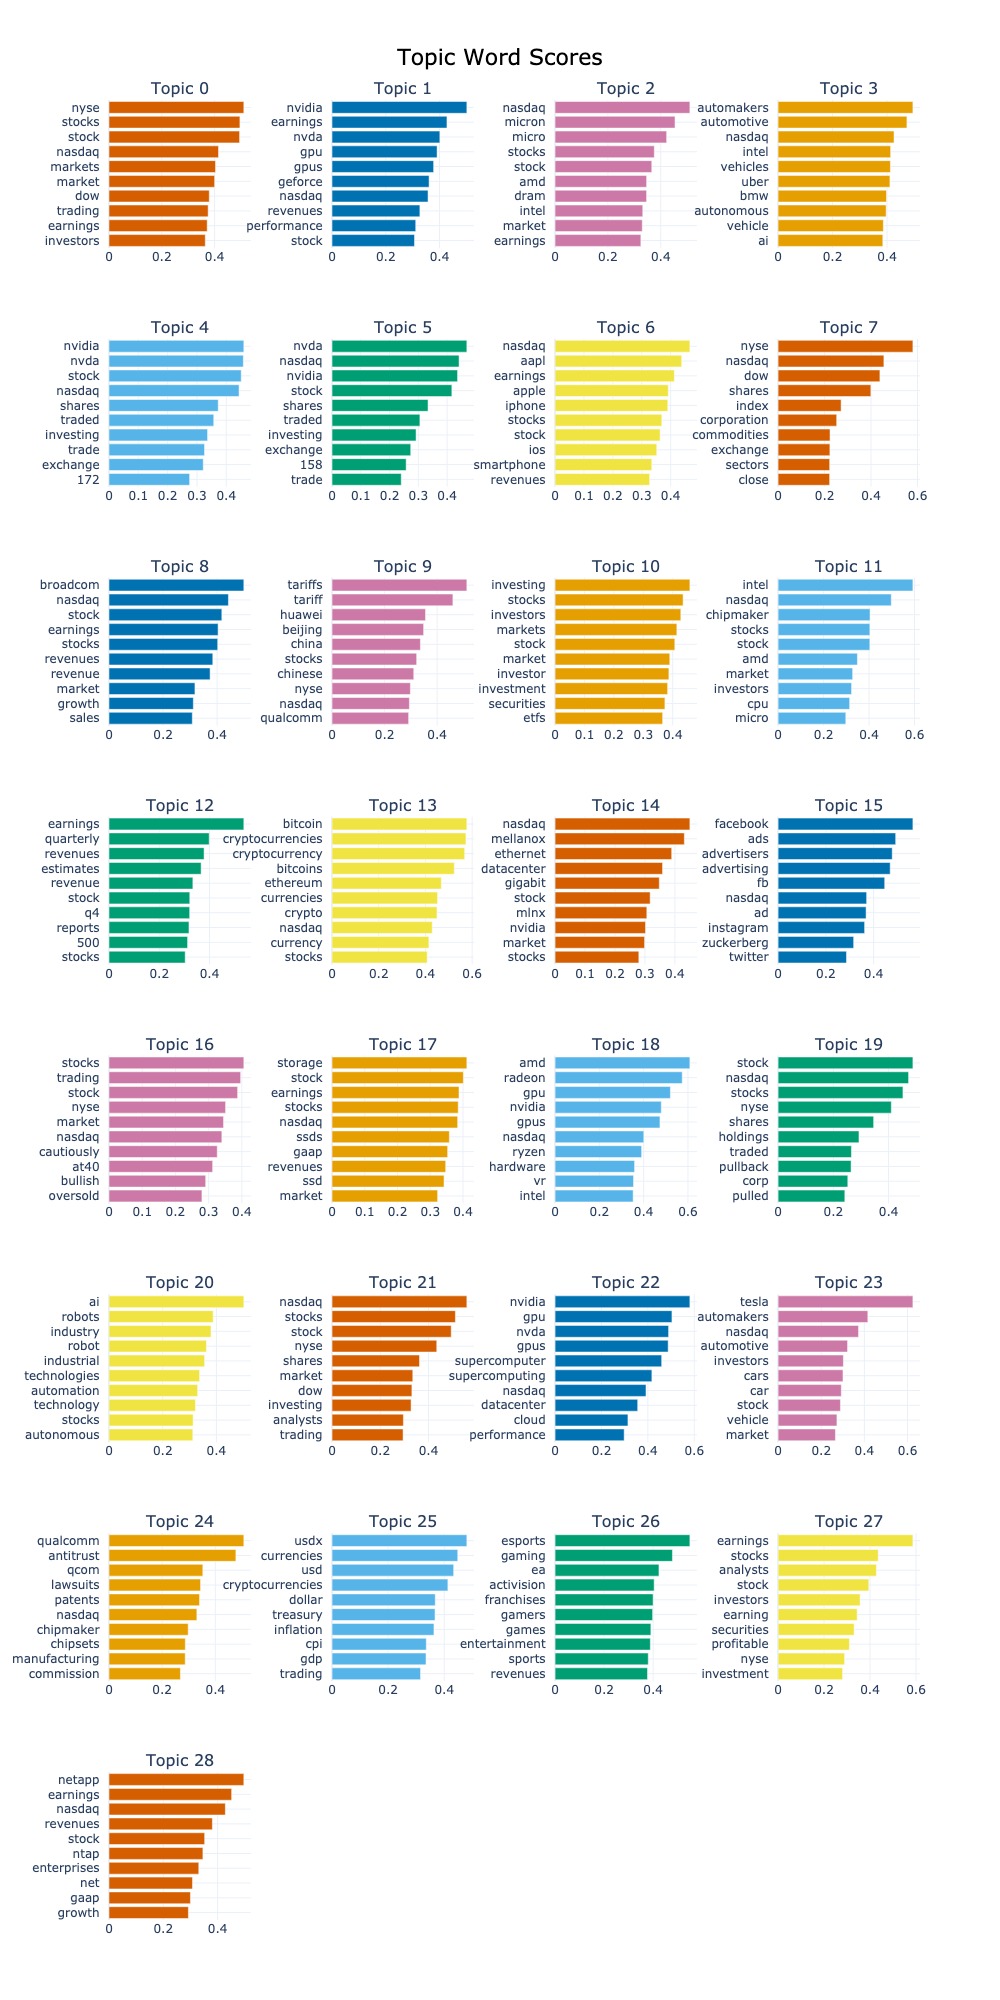 Topic Word Scores
Topic 0
nyse
stocks
stock
nasdaq
markets
market
dow
trading
earnings
investors
0 0.2 0.4
Topic 1
nvidia
earnings
nvda
gpu
gpus
geforce
nasdaq
revenues
performance
stock
0 0.2 0.4
Topic 2
nasdaq
micron
micro
stocks
stock
amd
dram
intel
market
earnings
0 0.2 0.4
Topic 3
automakers
automotive
nasdaq
intel
vehicles
uber
bmw
autonomous
vehicle
ai
0 0.2 0.4
Topic 4
nvidia
nvda
stock
nasdaq
shares
traded
investing
trade
exchange
172
0 0.1 0.2 0.3 0.4
Topic 5
nvda
nasdaq
nvidia
stock
shares
traded
investing
exchange
158
trade
0 0.1 0.2 0.3 0.4
Topic 6
nasdaq
aapl
earnings
apple
iphone
stocks
stock
ios
smartphone
revenues
0 0.1 0.2 0.3 0.4
Topic 7
nyse
nasdaq
dow
shares
index
corporation
commodities
exchange
sectors
close
0 0.2 0.4 0.6
Topic 8
broadcom
nasdaq
stock
earnings
stocks
revenues
revenue
market
growth
sales
0 0.2 0.4
Topic 9
tariffs
tariff
huawei
beijing
china
stocks
chinese
nyse
nasdaq
qualcomm
0 0.2 0.4
Topic 10
investing
stocks
investors
markets
stock
market
investor
investment
securities
etfs
0 0.1 0.2 0.3 0.4
Topic 11
intel
nasdaq
chipmaker
stocks
stock
amd
market
investors
cpu
micro
0 0.2 0.4 0.6
Topic 12
earnings
quarterly
revenues
estimates
revenue
stock
q4
reports
500
stocks
0 0.2 0.4
Topic 13
bitcoin
cryptocurrencies
cryptocurrency
bitcoins
ethereum
currencies
crypto
nasdaq
currency
stocks
0 0.2 0.4 0.6
Topic 14
nasdaq
mellanox
ethernet
datacenter
gigabit
stock
mlnx
nvidia
market
stocks
0 0.1 0.2 0.3 0.4
Topic 15
facebook
ads
advertisers
advertising
fb
nasdaq
ad
instagram
zuckerberg
twitter
0 0.2 0.4
Topic 16
stocks
trading
stock
nyse
market
nasdaq
cautiously
at40
bullish
oversold
0 0.1 0.2 0.3 0.4
Topic 17
storage
stock
earnings
stocks
nasdaq
ssds
gaap
revenues
ssd
market
0 0.1 0.2 0.3 0.4
Topic 18
amd
radeon
gpu
nvidia
gpus
nasdaq
ryzen
hardware
vr
intel
0 0.2 0.4 0.6
Topic 19
stock
nasdaq
stocks
nyse
shares
holdings
traded
pullback
corp
pulled
0 0.2 0.4
Topic 20
ai
robots
industry
robot
industrial
technologies
automation
technology
stocks
autonomous
0 0.2 0.4
Topic 21
nasdaq
stocks
stock
nyse
shares
market
dow
investing
analysts
trading
0 0.2 0.4
Topic 22
nvidia
gpu
nvda
gpus
supercomputer
supercomputing
nasdaq
datacenter
cloud
performance
0 0.2 0.4 0.6
Topic 23
tesla
automakers
nasdaq
automotive
investors
cars
car
stock
vehicle
market
0 0.2 0.4 0.6
Topic 24
qualcomm
antitrust
qcom
lawsuits
patents
nasdaq
chipmaker
chipsets
manufacturing
commission
0 0.2 0.4
Topic 25
usdx
currencies
usd
cryptocurrencies
dollar
treasury
inflation
cpi
gdp
trading
0 0.2 0.4
Topic 26
esports
gaming
ea
activision
franchises
gamers
games
entertainment
sports
revenues
0 0.2 0.4
Topic 27
earnings
stocks
analysts
stock
investors
earning
securities
profitable
nyse
investment
0 0.2 0.4 0.6
Topic 28
netapp
earnings
nasdaq
revenues
stock
ntap
enterprises
net
gaap
growth
0 0.2 0.4